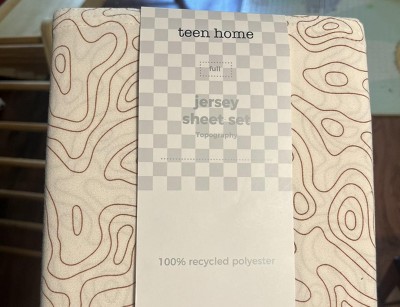 teen home
full
jersey
sheet set
Topography
100% recycled polyester